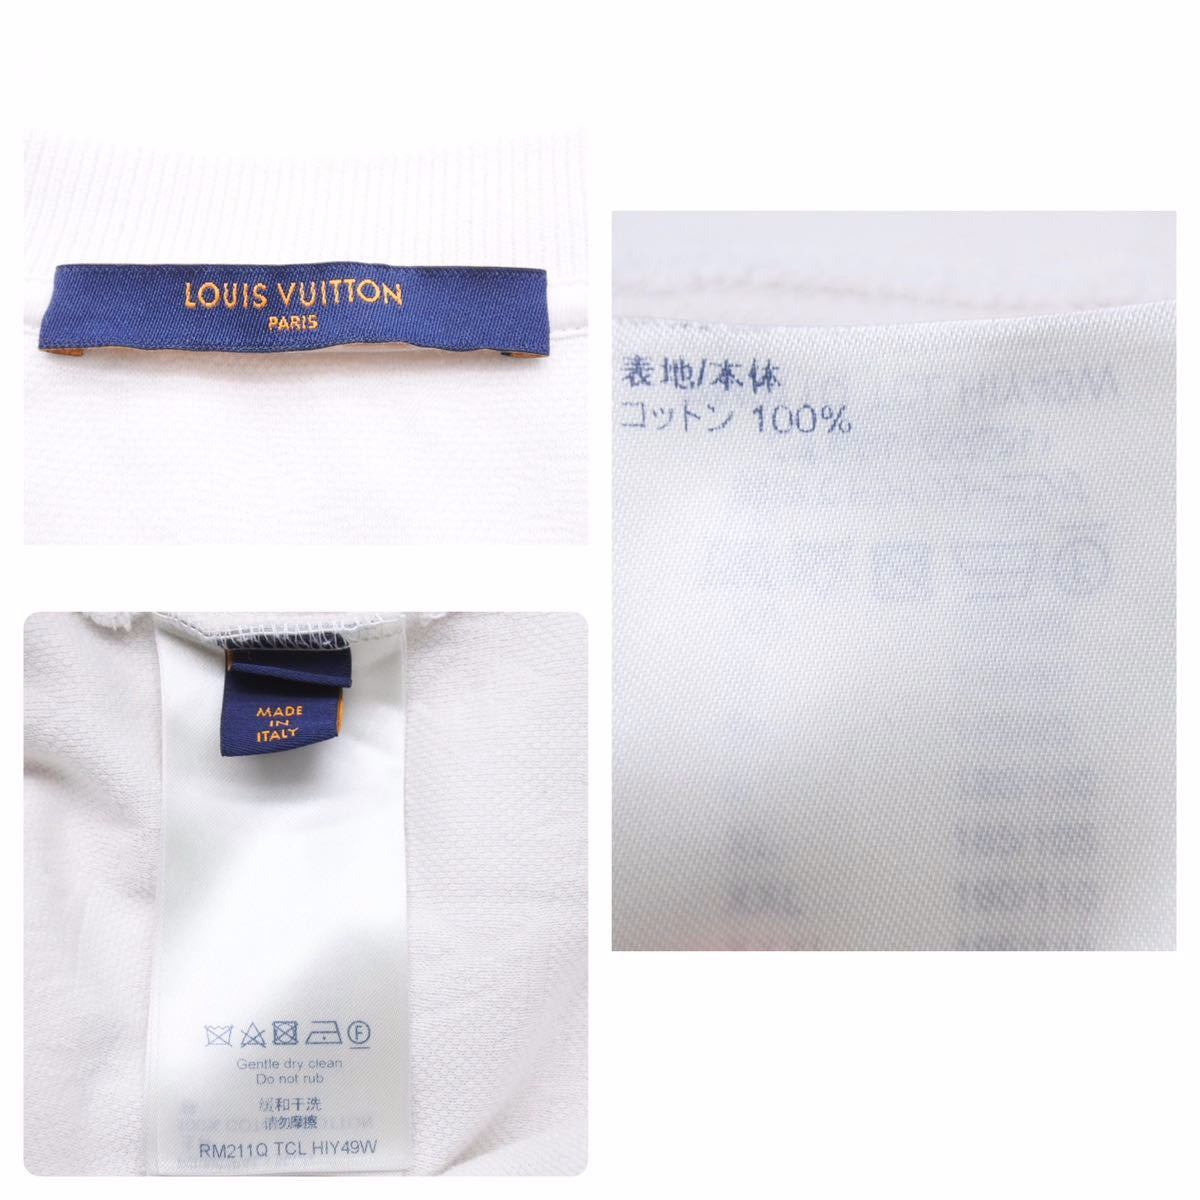 LOUIS VUITTON
PARIS
表地/本体
コットン 100%
MADE
IN
ITALY
F
Gentle dry clean
Do not rub
缓和干洗
请勿摩擦
RM211Q TCL HIY49W